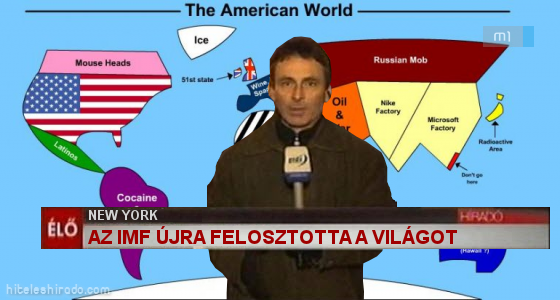 The American World
m1
Ice
Mouse Heads
51st state
Russian Mob
Nike
Factory
Microsoft
Factory
Oil
&
Radioactive
Area
Don't go
here
Latinos
Cocaine
m1
NEW YORK
HÍRADÓ
ÉLŐ
AZ IMF ÚJRA FELOSZTOTTA A VILÁGOT
(Hawaii ?)
hiteleshirado.com